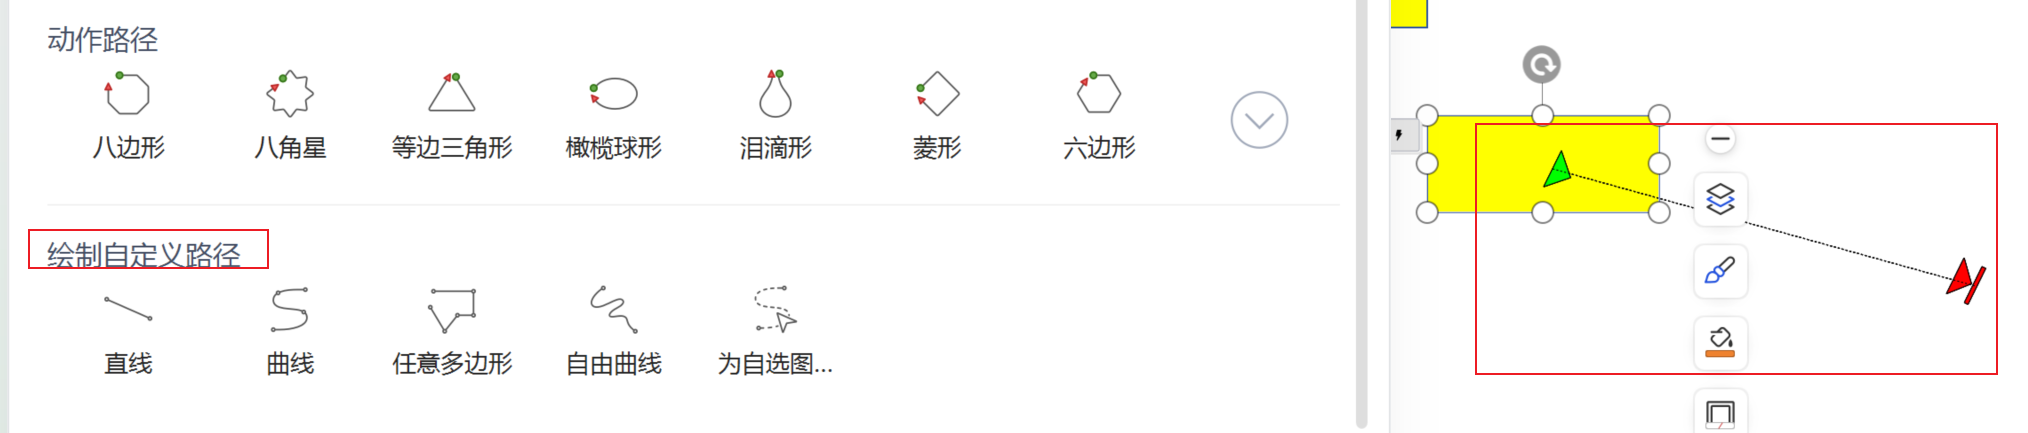 动作路径
八边形 八角星 等边三角形 橄榄球形 泪滴形 菱形 六边形
绘制自定义路径
直线 曲线 任意多边形 自由曲线 为自选图...